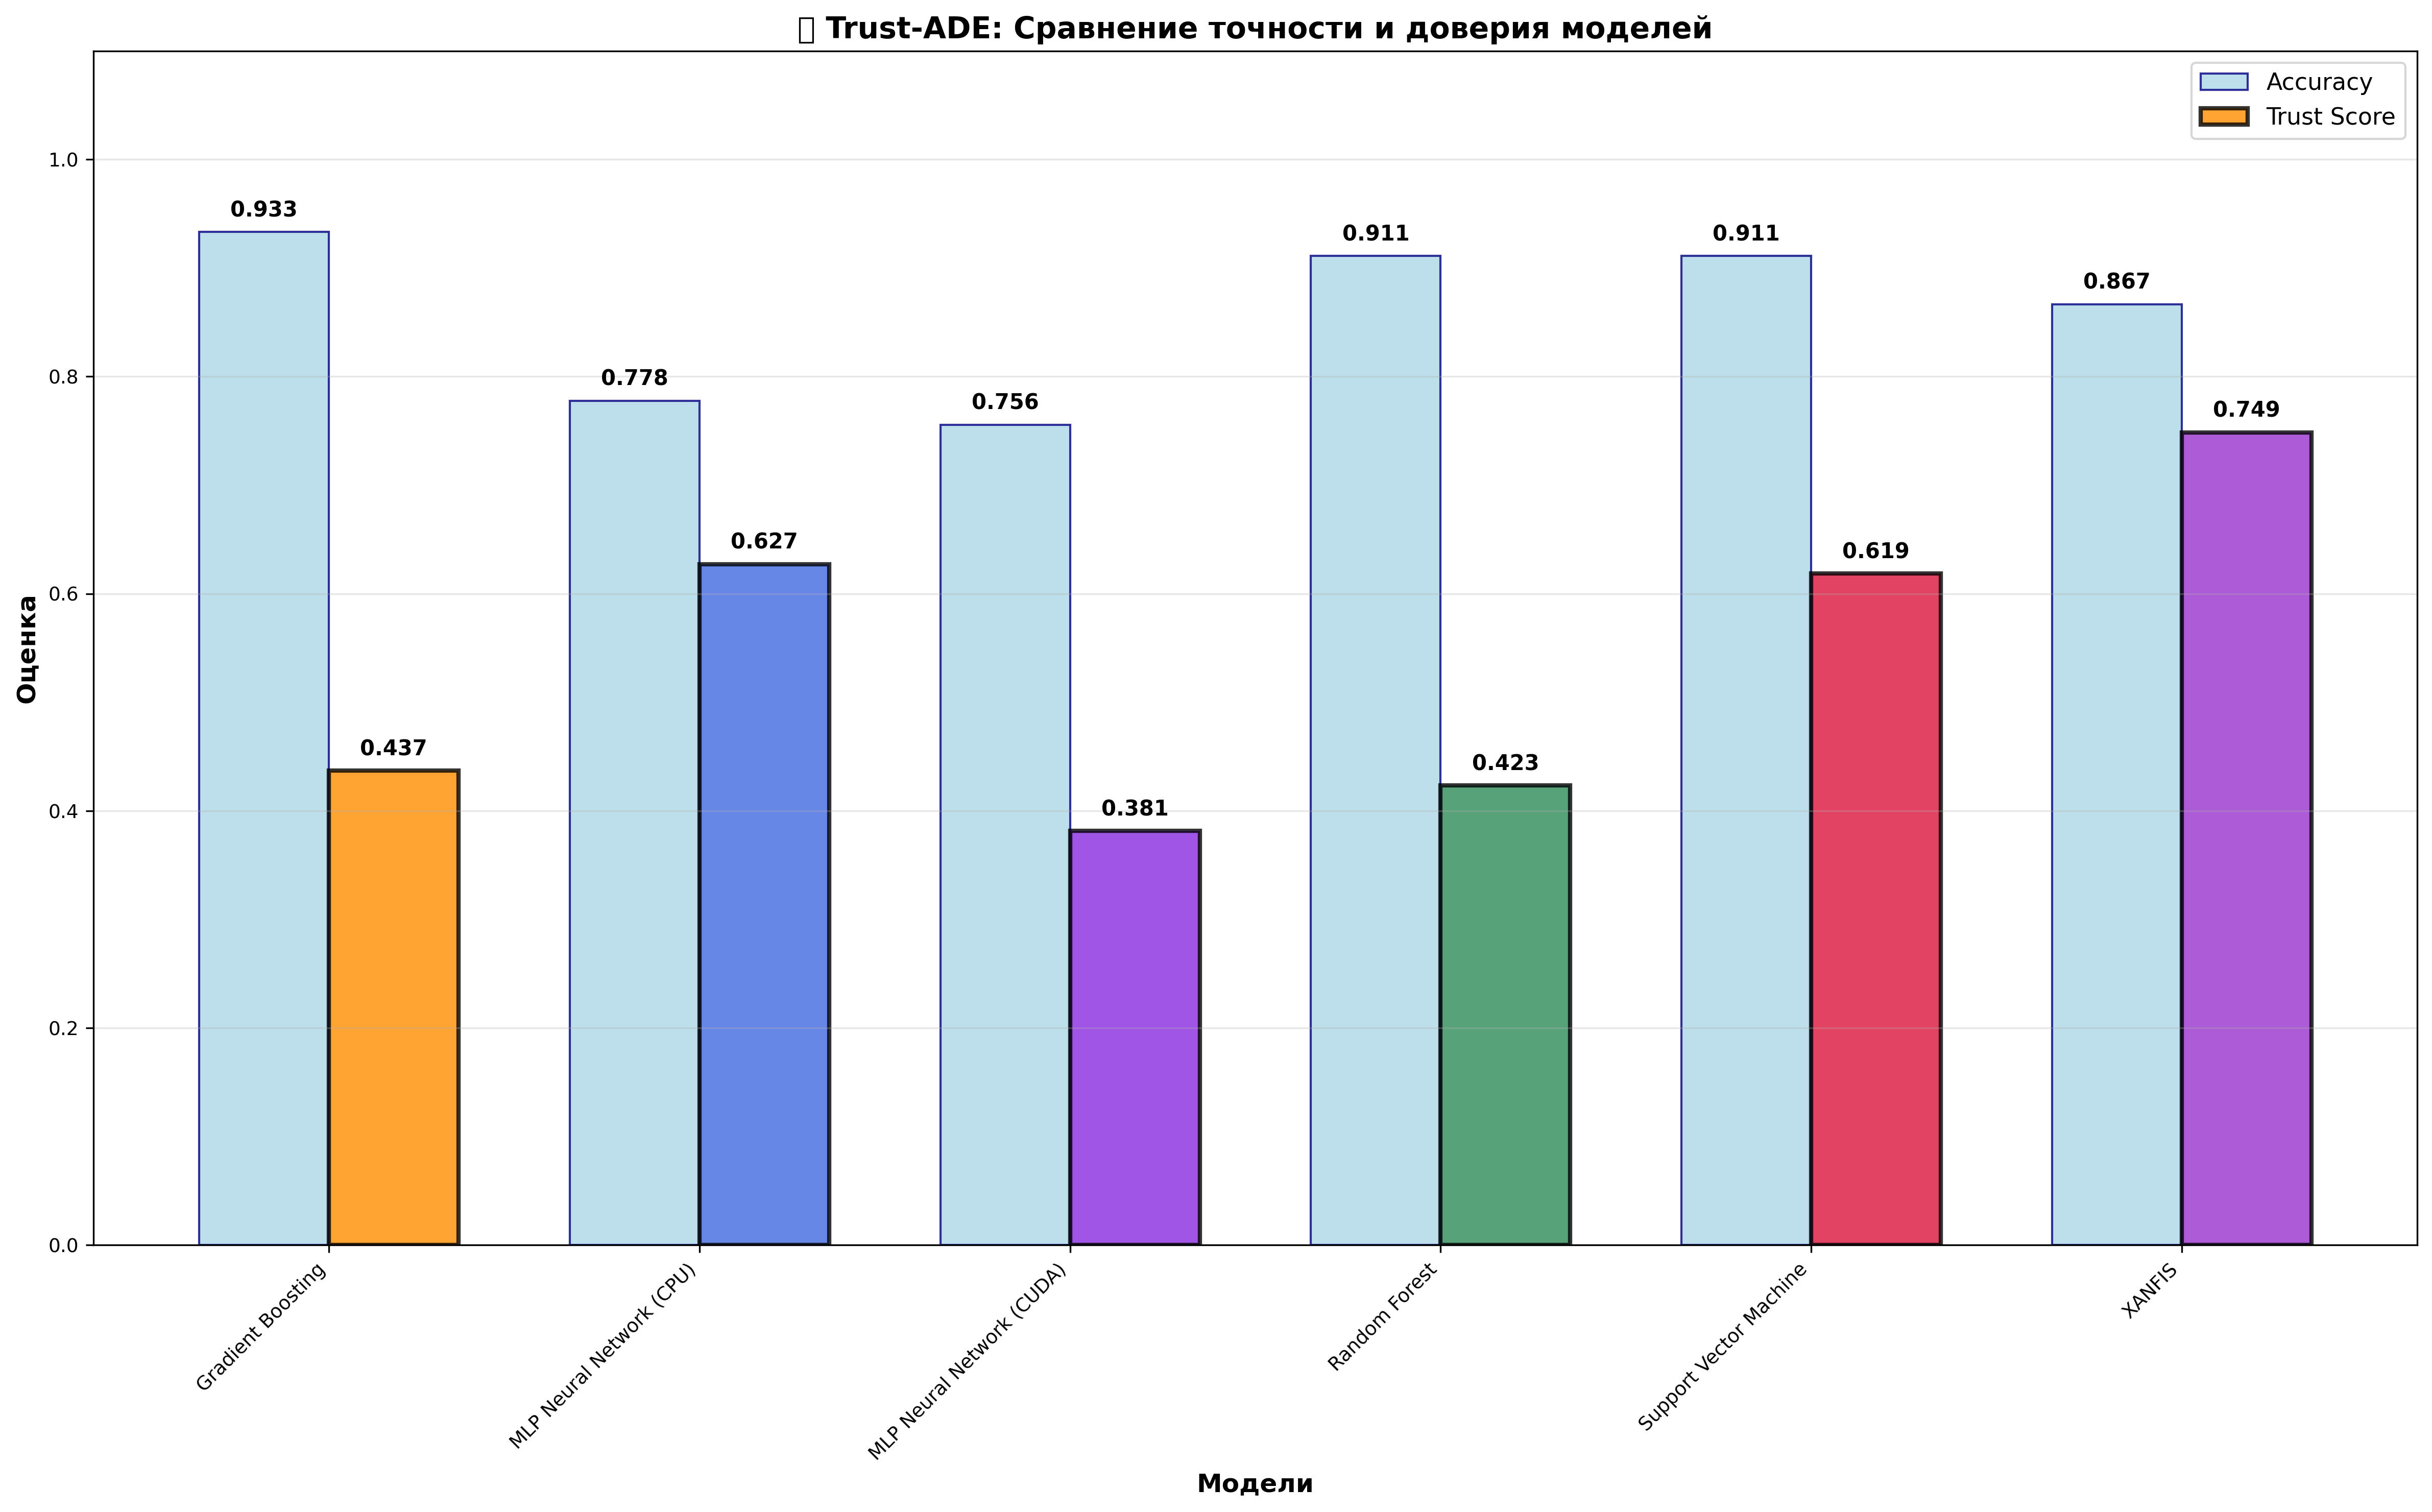 Trust-ADE: Сравнение точности и доверия моделей
Accuracy
Trust Score
Оценка
1.0
0.8
0.6
0.4
0.2
0.0
0.933
0.437
0.778
0.627
0.756
0.381
0.911
0.423
0.911
0.619
0.867
0.749
Gradient Boosting
MLP Neural Network (CPU)
MLP Neural Network (CUDA)
Random Forest
Support Vector Machine
XANFIS
Модели